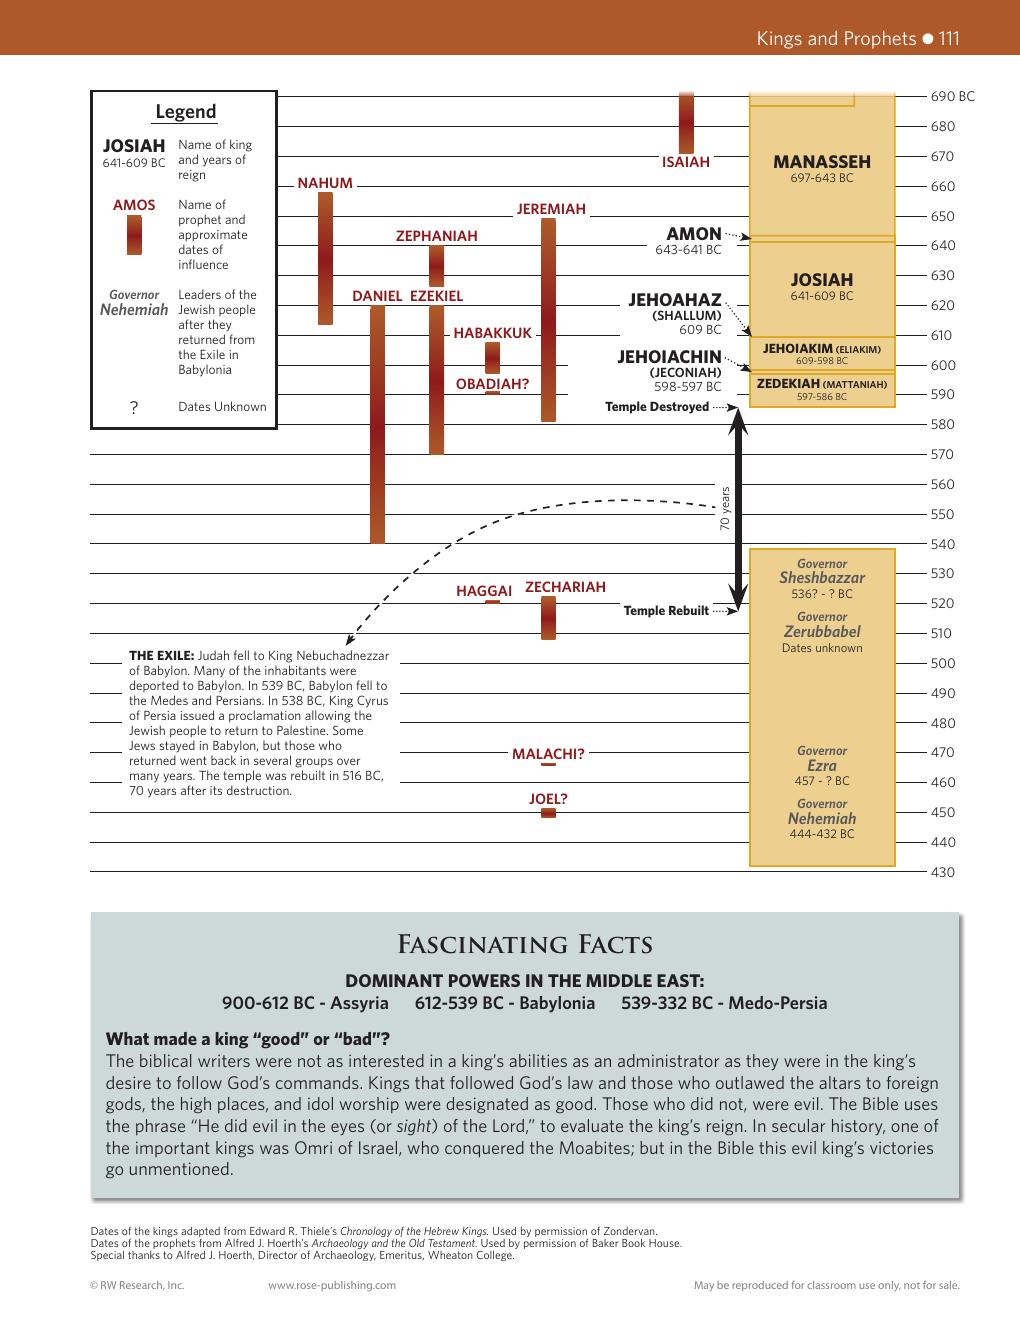 Kings and Prophets ● 111
Legend
JOSIAH
641-609 BC
Name of king
and years of
reign
AMOS
Name of
prophet and
approximate
dates of
influence
Governor
Nehemiah
Leaders of the
Jewish people
after they
returned from
the Exile in
Babylonia
?
Dates Unknown
NAHUM
ZEPHANIAH
JEREMIAH
ISAIAH
DANIEL EZEKIEL
HABAKKUK
OBADIAH?
MANASSEH
697-643 BC
AMON
643-641 BC
JOSIAH
641-609 BC
JEHOAHAZ
(SHALLUM)
609 BC
JEHOIAKIM (ELIAKIM)
609-598 BC
JEHOIACHIN
(JECONIAH)
598-597 BC
ZEDEKIAH (MATTANIAH)
597-586 BC
Temple Destroyed
70 years
Temple Rebuilt
HAGGAI ZECHARIAH
MALACHI?
JOEL?
Governor
Sheshbazzar
536? - ? BC
Governor
Zerubbabel
Dates unknown
Governor
Ezra
457 - ? BC
Governor
Nehemiah
444-432 BC
690 BC
680
670
660
650
640
630
620
610
600
590
580
570
560
550
540
530
520
510
500
490
480
470
460
450
440
430
THE EXILE: Judah fell to King Nebuchadnezzar
of Babylon. Many of the inhabitants were
deported to Babylon. In 539 BC, Babylon fell to
the Medes and Persians. In 538 BC, King Cyrus
of Persia issued a proclamation allowing the
Jewish people to return to Palestine. Some
Jews stayed in Babylon, but those who
returned went back in several groups over
many years. The temple was rebuilt in 516 BC,
70 years after its destruction.
FASCINATING FACTS
DOMINANT POWERS IN THE MIDDLE EAST:
900-612 BC - Assyria 612-539 BC - Babylonia 539-332 BC - Medo-Persia
What made a king “good” or “bad”?
The biblical writers were not as interested in a king’s abilities as an administrator as they were in the king’s
desire to follow God’s commands. Kings that followed God’s law and those who outlawed the altars to foreign
gods, the high places, and idol worship were designated as good. Those who did not, were evil. The Bible uses
the phrase “He did evil in the eyes (or sight) of the Lord,” to evaluate the king’s reign. In secular history, one of
the important kings was Omri of Israel, who conquered the Moabites; but in the Bible this evil king’s victories
go unmentioned.
Dates of the kings adapted from Edward R. Thiele’s Chronology of the Hebrew Kings. Used by permission of Zondervan.
Dates of the prophets from Alfred J. Hoerth’s Archaeology and the Old Testament. Used by permission of Baker Book House.
Special thanks to Alfred J. Hoerth, Director of Archaeology, Emeritus, Wheaton College.
© RW Research, Inc. www.rose-publishing.com May be reproduced for classroom use only, not for sale.